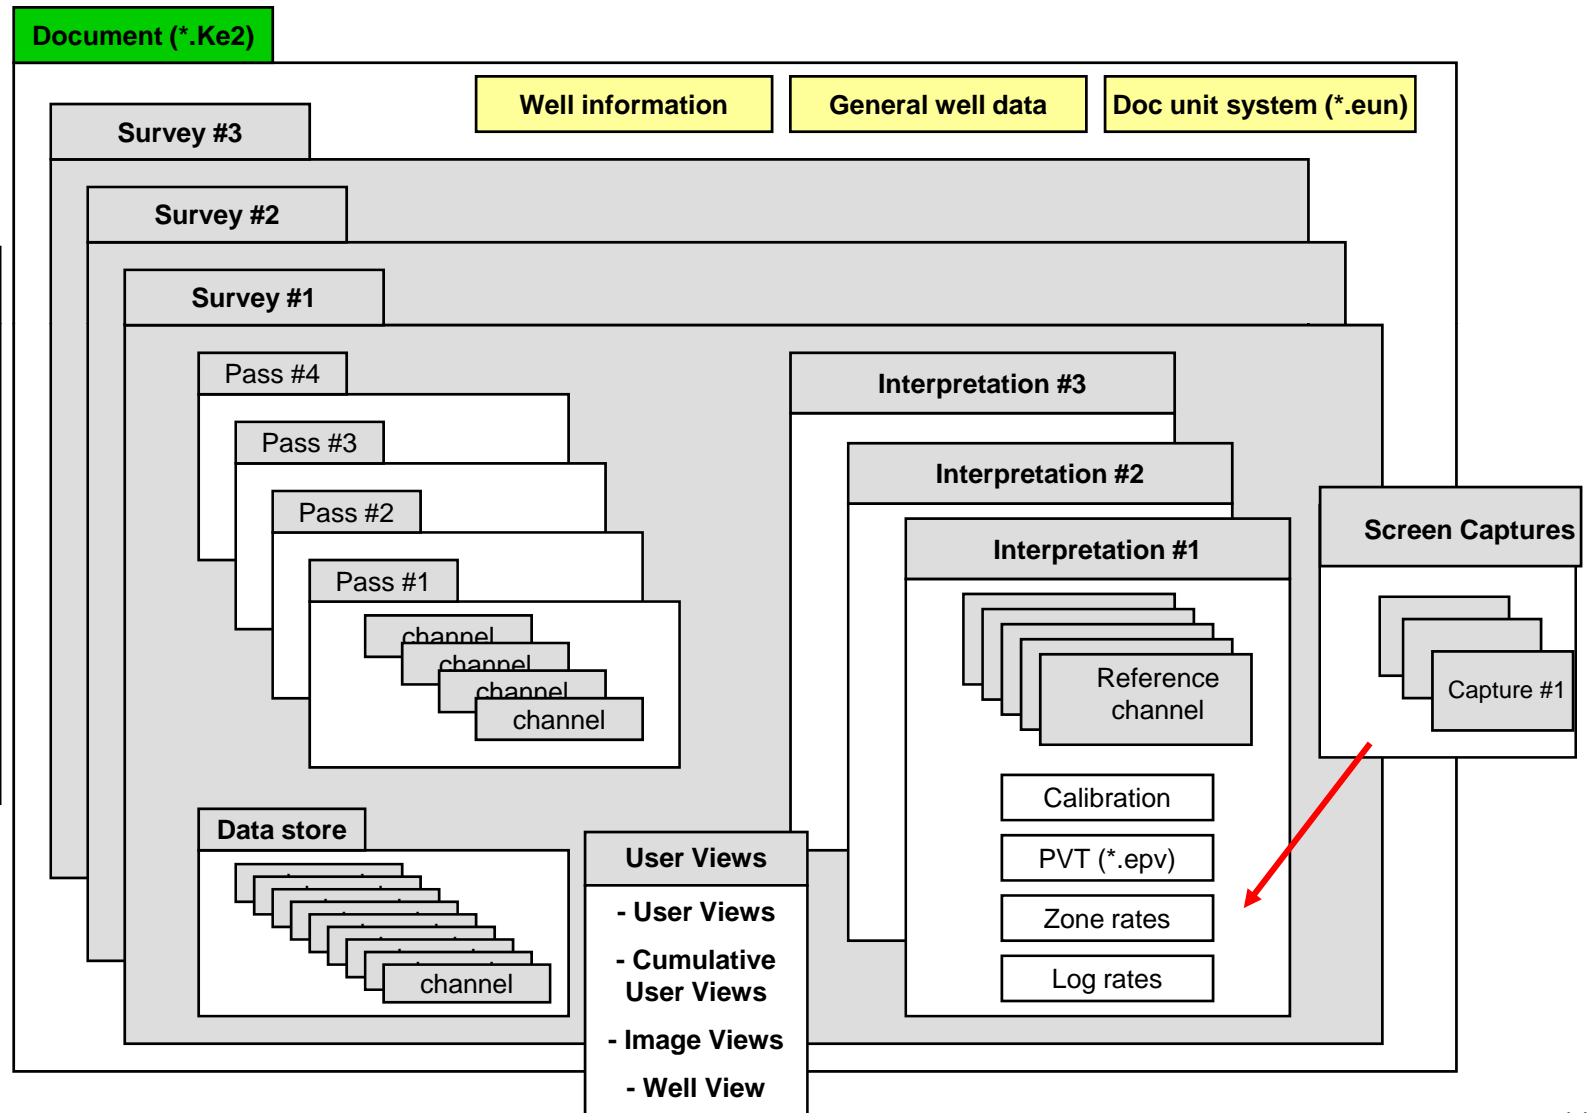 Document (*.Ke2)
Well information
General well data
Doc unit system (*.eun)
Survey #3
Survey #2
Survey #1
Pass #4
Pass #3
Pass #2
Pass #1
channel
channel
channel
channel
Data store
channel
User Views
- User Views
- Cumulative
User Views
- Image Views
- Well View
Interpretation #3
Interpretation #2
Interpretation #1
Reference
channel
Calibration
PVT (*.epv)
Zone rates
Log rates
Screen Captures
Capture #1